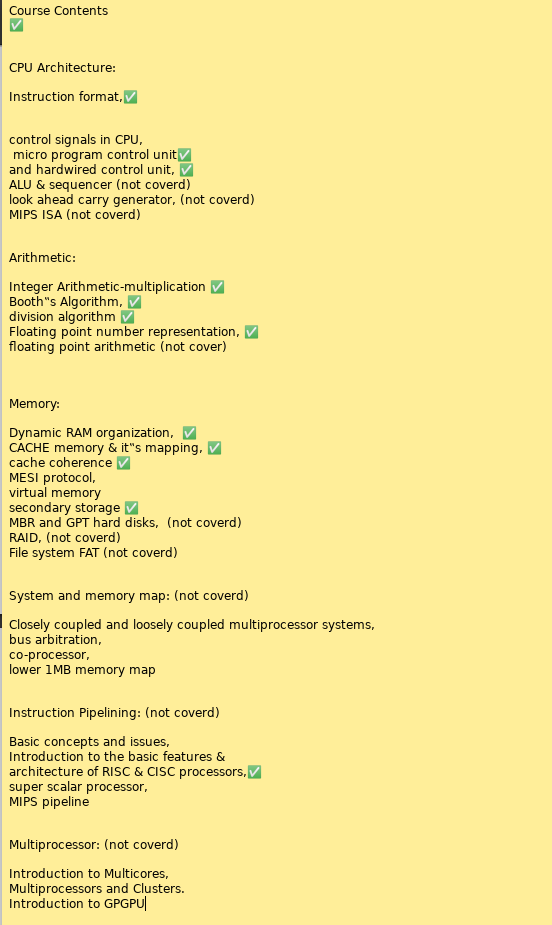 Course Contents
✅
CPU Architecture:
Instruction format,✅
control signals in CPU,
micro program control unit✅
and hardwired control unit, ✅
ALU & sequencer (not coverd)
look ahead carry generator, (not coverd)
MIPS ISA (not coverd)
Arithmetic:
Integer Arithmetic-multiplication ✅
Booth‟s Algorithm, ✅
division algorithm ✅
Floating point number representation, ✅
floating point arithmetic (not cover)
Memory:
Dynamic RAM organization, ✅
CACHE memory & it‟s mapping, ✅
cache coherence ✅
MESI protocol,
virtual memory
secondary storage ✅
MBR and GPT hard disks, (not coverd)
RAID, (not coverd)
File system FAT (not coverd)
System and memory map: (not coverd)
Closely coupled and loosely coupled multiprocessor systems,
bus arbitration,
co-processor,
lower 1MB memory map
Instruction Pipelining: (not coverd)
Basic concepts and issues,
Introduction to the basic features &
architecture of RISC & CISC processors,✅
super scalar processor,
MIPS pipeline
Multiprocessor: (not coverd)
Introduction to Multicores,
Multiprocessors and Clusters.
Introduction to GPGPU